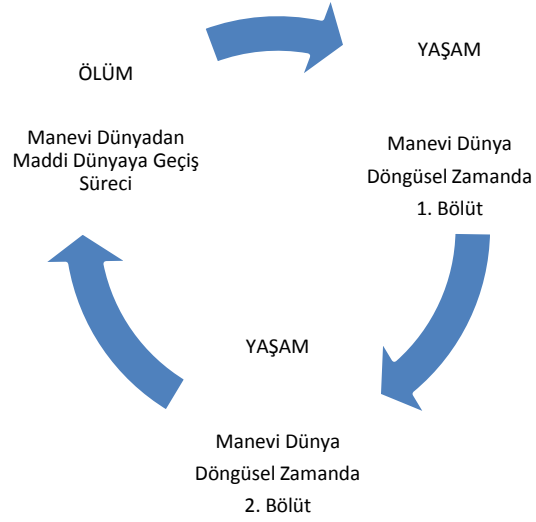 ÖLÜM
Manevi Dünyadan
Maddi Dünyaya Geçiş
Süreci
YAŞAM
Manevi Dünya
Döngüsel Zamanda
1. Bölüt
YAŞAM
Manevi Dünya
Döngüsel Zamanda
2. Bölüt